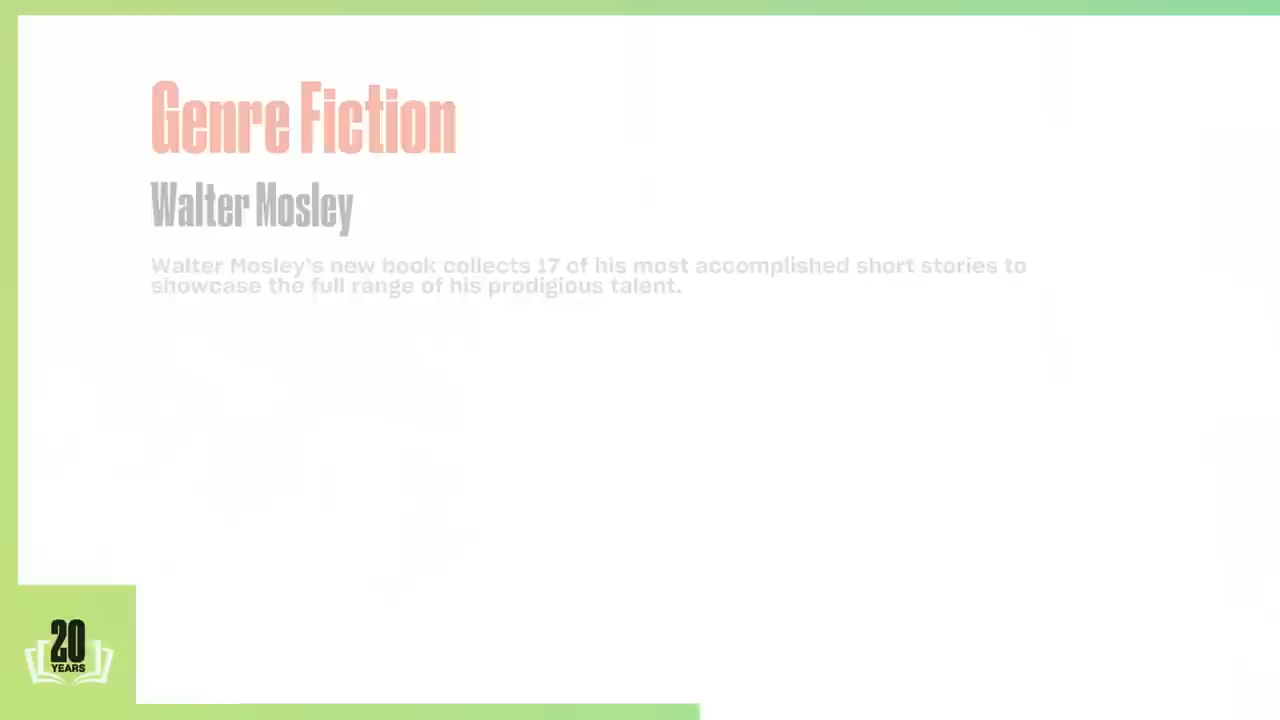 Genre Fiction
Walter Mosley
Walter Mosley's new book collects 17 of his most accomplished short stories to
showcase the full range of his prodigious talent.
20
YEARS